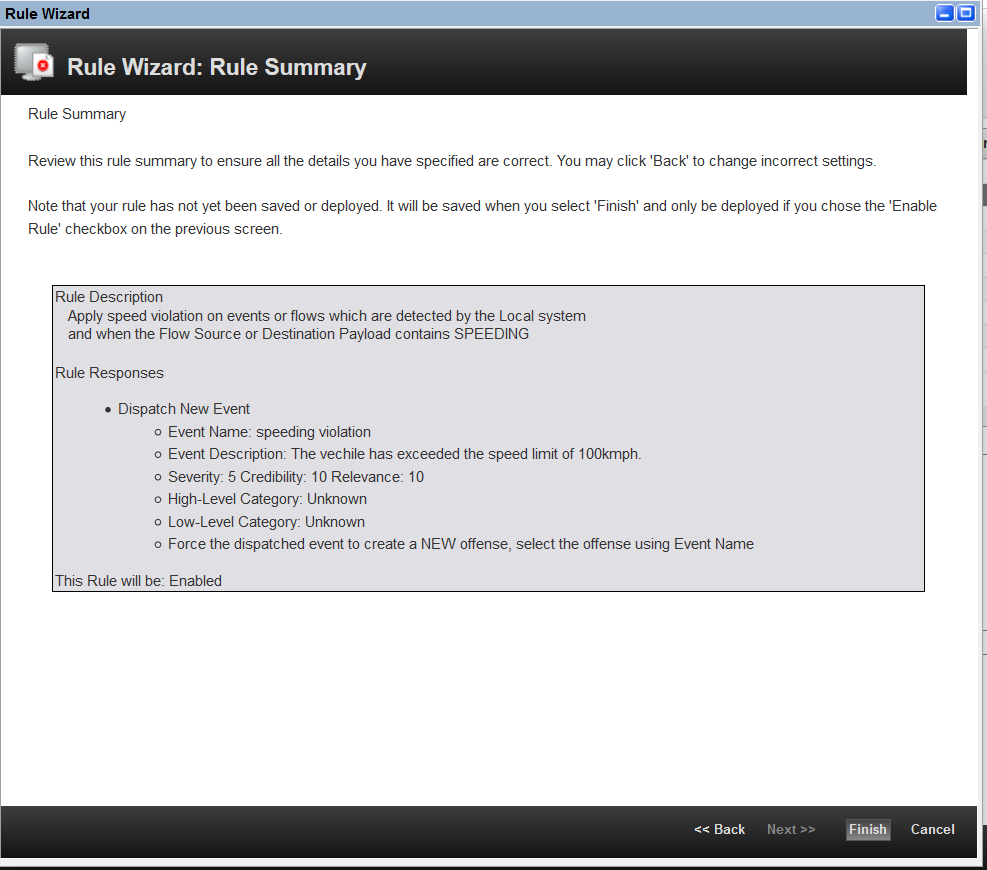 Rule Wizard
Rule Wizard: Rule Summary
Rule Summary
Review this rule summary to ensure all the details you have specified are correct. You may click 'Back' to change incorrect settings.
Note that your rule has not yet been saved or deployed. It will be saved when you select 'Finish' and only be deployed if you chose the 'Enable
Rule' checkbox on the previous screen.
Rule Description
Apply speed violation on events or flows which are detected by the Local system
and when the Flow Source or Destination Payload contains SPEEDING
Rule Responses
Dispatch New Event
Event Name: speeding violation
Event Description: The vechile has exceeded the speed limit of 100kmph.
Severity: 5 Credibility: 10 Relevance: 10
High-Level Category: Unknown
Low-Level Category: Unknown
Force the dispatched event to create a NEW offense, select the offense using Event Name
This Rule will be: Enabled
<< Back Next >> Finish Cancel